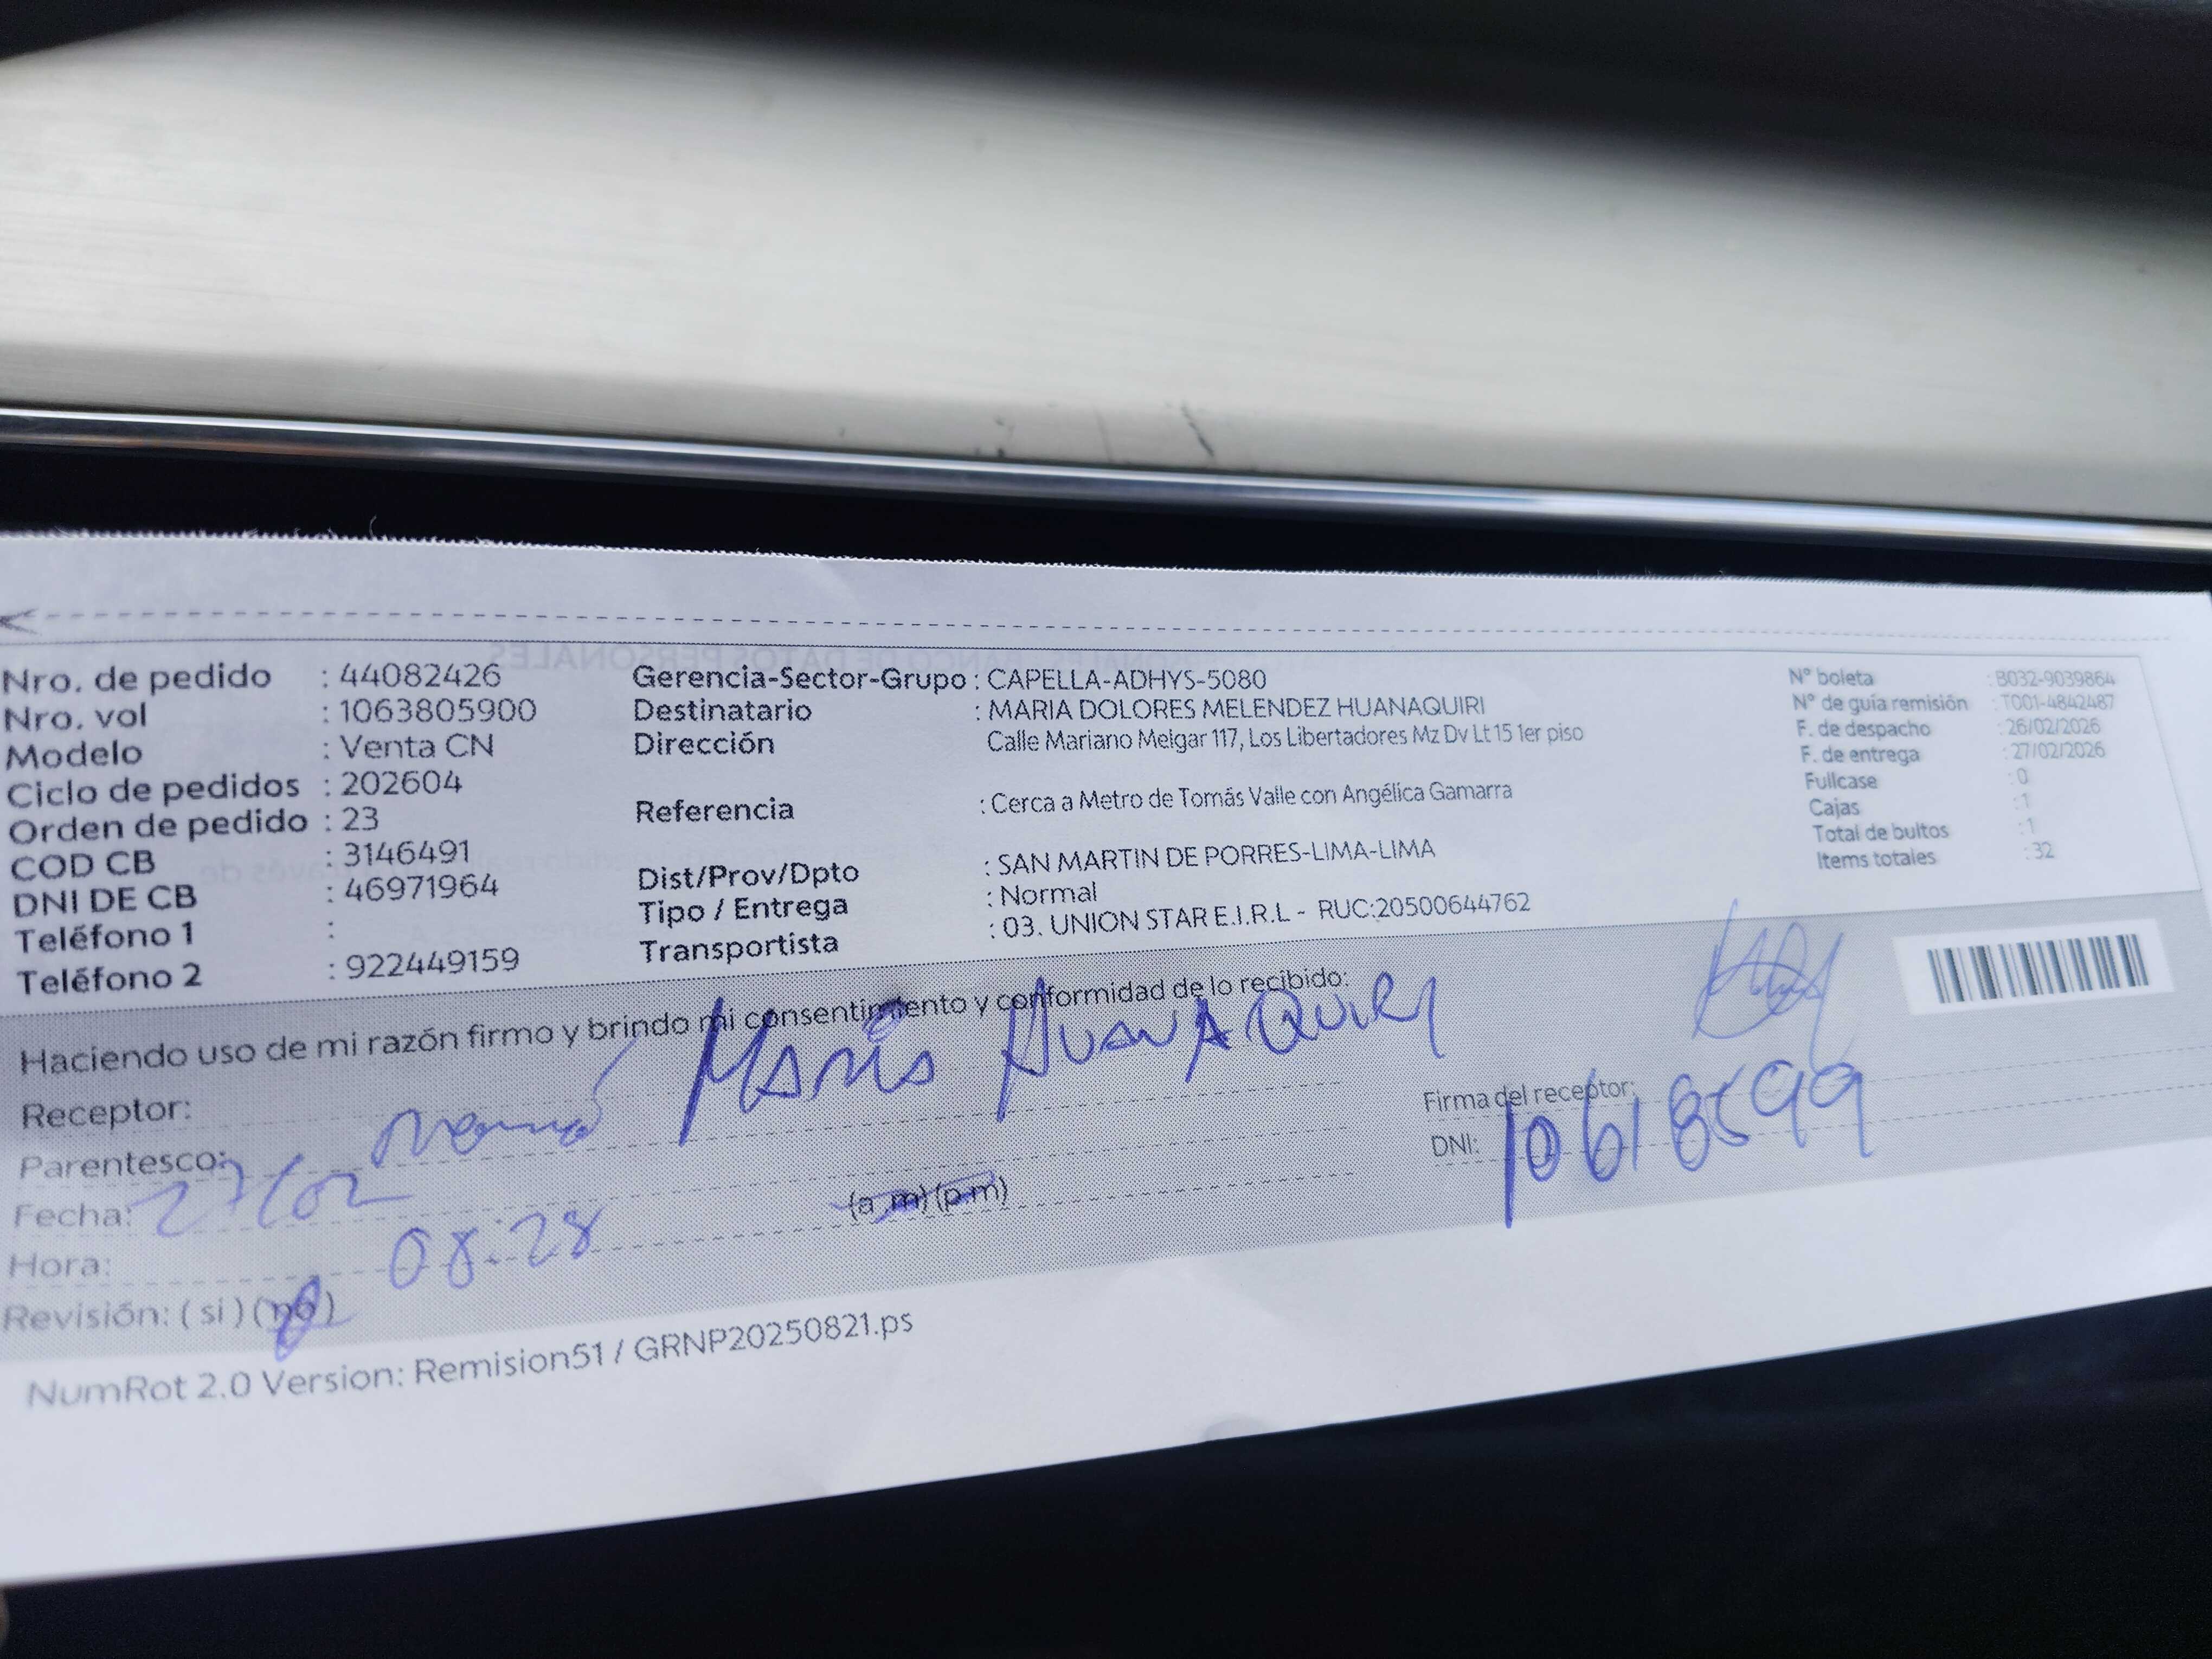 Nro. de pedido : 44082426
Nro. vol : 1063805900
Modelo : Venta CN
Ciclo de pedidos : 202604
Orden de pedido : 23
COD CB : 3146491
DNI DE CB : 46971964
Teléfono 1 :
Teléfono 2 : 922449159
Gerencia-Sector-Grupo : CAPELLA-ADHYS-5080
Destinatario : MARIA DOLORES MELENDEZ HUANAQUIRI
Dirección Calle Mariano Melgar 117, Los Libertadores Mz Dv Lt 15 1er piso
Referencia : Cerca a Metro de Tomás Valle con Angélica Gamarra
Dist/Prov/Dpto : SAN MARTIN DE PORRES-LIMA-LIMA
Tipo / Entrega : Normal
Transportista : 03. UNION STAR E.I.R.L - RUC:20500644762
N° boleta : B032-9039864
N° de guía remisión : T001-4842487
F. de despacho : 26/02/2026
F. de entrega : 27/02/2026
Fullcase : 0
Cajas : 1
Total de bultos : 1
Items totales : 32
Haciendo uso de mi razón firmo y brindo mi consentimiento y conformidad de lo recibido:
Receptor: Maria Huanaquiri
Parentesco: mamá
Fecha: 27/02
Hora: 08:28 (a .m) (p.m)
Revisión: ( si ) ( no )
Firma del receptor:
DNI: 10618599
NumRot 2.0 Version: Remision51 / GRNP20250821.ps